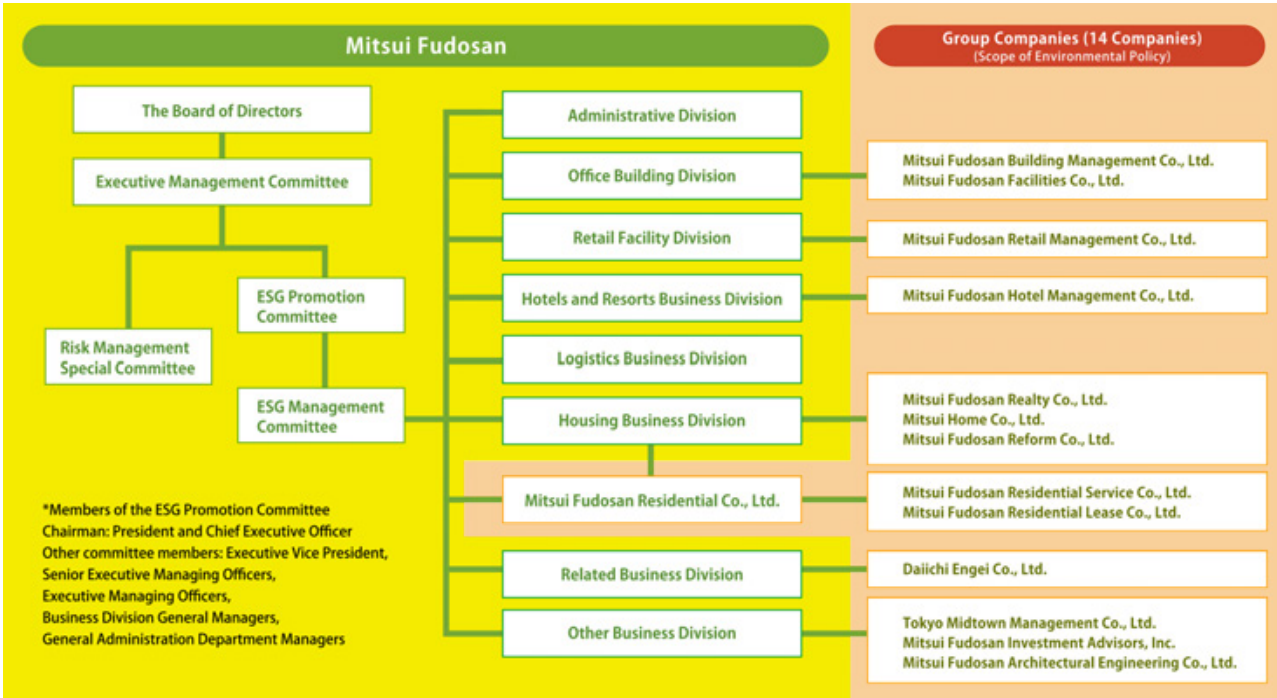 Mitsui Fudosan
Group Companies (14 Companies)
(Scope of Environmental Policy)
The Board of Directors
Executive Management Committee
Risk Management
Special Committee
ESG Promotion
Committee
ESG Management
Committee
*Members of the ESG Promotion Committee
Chairman: President and Chief Executive Officer
Other committee members: Executive Vice President,
Senior Executive Managing Officers,
Executive Managing Officers,
Business Division General Managers,
General Administration Department Managers
Administrative Division
Office Building Division
Retail Facility Division
Hotels and Resorts Business Division
Logistics Business Division
Housing Business Division
Mitsui Fudosan Residential Co., Ltd.
Related Business Division
Other Business Division
Mitsui Fudosan Building Management Co., Ltd.
Mitsui Fudosan Facilities Co., Ltd.
Mitsui Fudosan Retail Management Co., Ltd.
Mitsui Fudosan Hotel Management Co., Ltd.
Mitsui Fudosan Realty Co., Ltd.
Mitsui Home Co., Ltd.
Mitsui Fudosan Reform Co., Ltd.
Mitsui Fudosan Residential Service Co., Ltd.
Mitsui Fudosan Residential Lease Co., Ltd.
Daiichi Engei Co., Ltd.
Tokyo Midtown Management Co., Ltd.
Mitsui Fudosan Investment Advisors, Inc.
Mitsui Fudosan Architectural Engineering Co., Ltd.